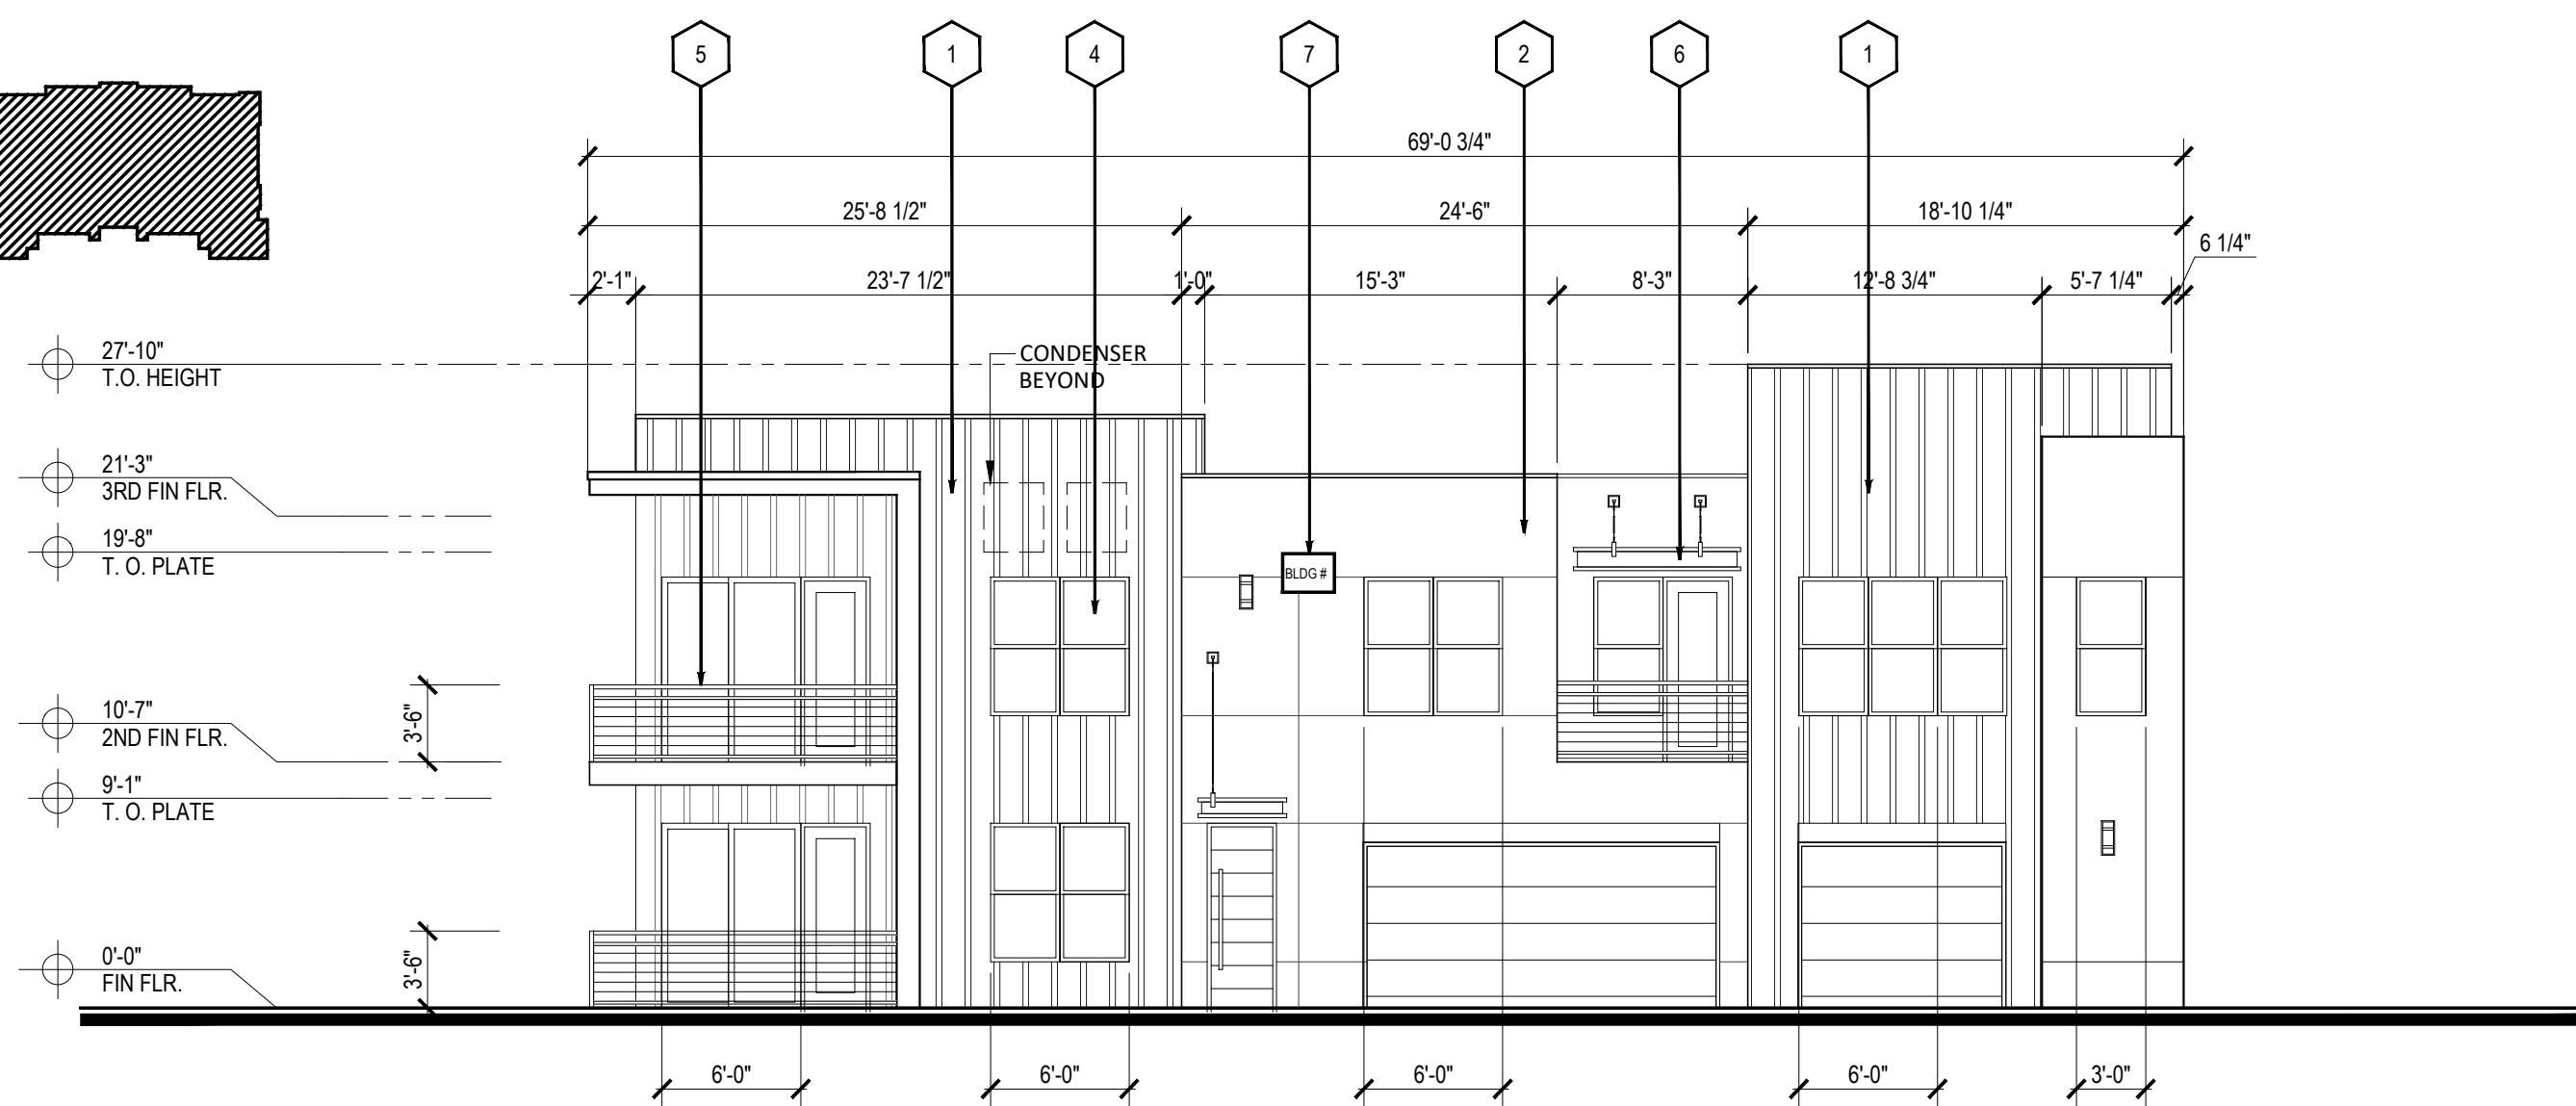 5 1 4 7 2 6 1
69'-0 3/4"
25'-8 1/2" 24'-6" 18'-10 1/4"
6 1/4"
2'-1" 23'-7 1/2" 1'-0" 15'-3" 8'-3" 12'-8 3/4" 5'-7 1/4"
27'-10"
T.O. HEIGHT
CONDENSER
BEYOND
21'-3"
3RD FIN FLR.
19'-8"
T. O. PLATE
BLDG #
10'-7"
2ND FIN FLR.
3'-6"
9'-1"
T. O. PLATE
0'-0"
FIN FLR.
3'-6"
6'-0" 6'-0" 6'-0" 6'-0" 3'-0"